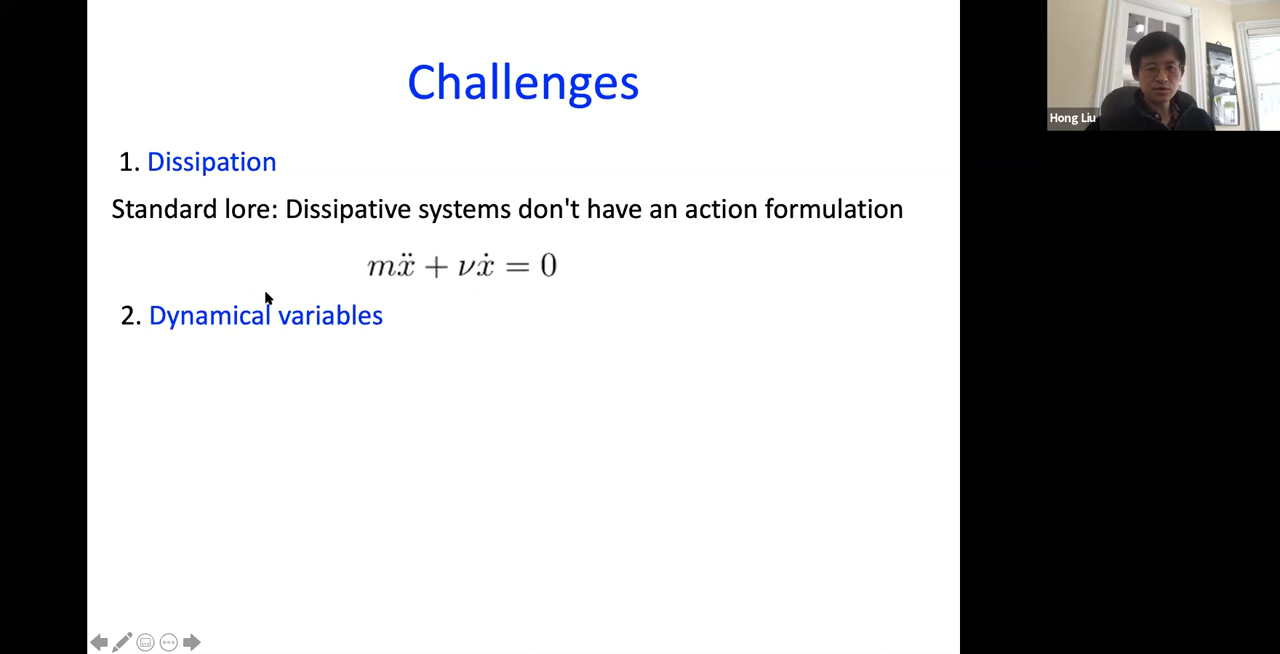 Challenges
1. Dissipation
Standard lore: Dissipative systems don't have an action formulation
mẍ + νẋ = 0
2. Dynamical variables
Hong Liu